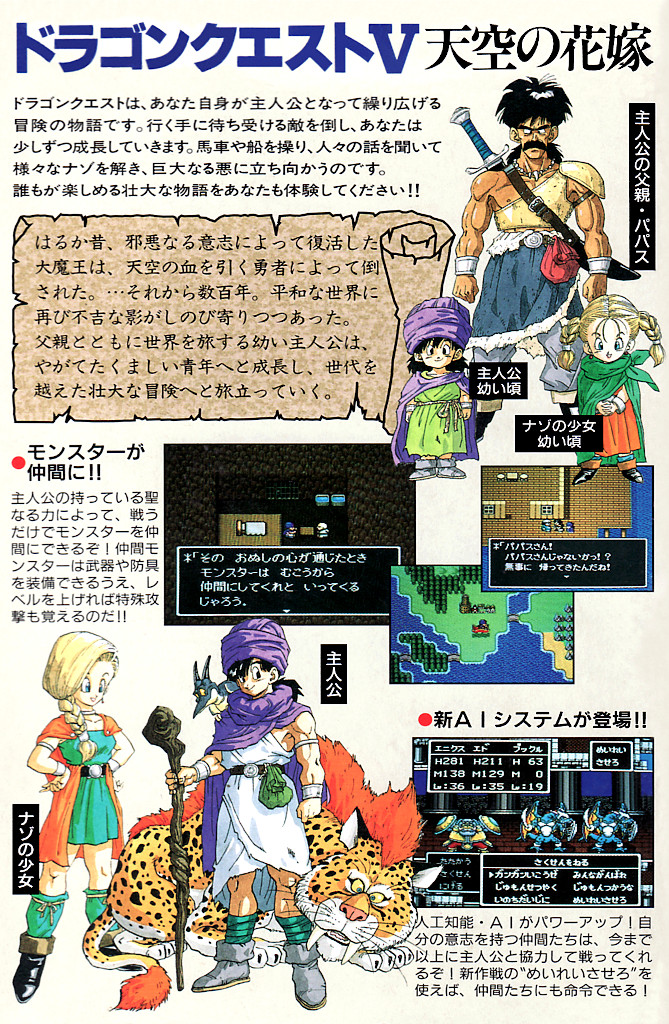 ドラゴンクエストV 天空の花嫁
ドラゴンクエストは、あなた自身が主人公となって繰り広げる
冒険の物語です。行く手に待ち受ける敵を倒し、あなたは
少しずつ成長していきます。馬車や船を操り、人々の話を聞いて
様々なナゾを解き、巨大なる悪に立ち向かうのです。
誰もが楽しめる壮大な物語をあなたも体験してください!!
主人公の父親・パパス
はるか昔、邪悪なる意志によって復活した
大魔王は、天空の血を引く勇者によって倒
された。…それから数百年。平和な世界に
再び不吉な影がしのび寄りつつあった。
父親とともに世界を旅する幼い主人公は、
やがてたくましい青年へと成長し、世代を
越えた壮大な冒険へと旅立っていく。
主人公
幼い頃
ナゾの少女
幼い頃
●モンスターが
仲間に!!
主人公の持っている聖
なる力によって、戦う
だけでモンスターを仲
間にできるぞ!仲間モ
ンスターは武器や防具
を装備できるうえ、レ
ベルを上げれば特殊攻
撃も覚えるのだ!!
*「その おぬしの心が通じたとき
モンスターは むこうから
仲間にしてくれと いってくる
じゃろう。
*「パパスさん!
パパスさんじゃないかっ!?
無事に 帰ってきたんだね!
主人公
ナゾの少女
●新AIシステムが登場!!
エニクス エド プックル
H281 H211 H 63
M138 M129 M 0
L:36 L:35 L:19
めいれい
させろ
たたかう
さくせん
にげる
さくせんをねる
ガンガンいこうぜ みんながんばれ
じゅもんせつやく じゅもんつかうな
いのちだいじに めいれいさせろ
人工知能・AIがパワーアップ!自
分の意志を持つ仲間たちは、今まで
以上に主人公と協力して戦ってくれ
るぞ!新作戦の"めいれいさせろ"を
使えば、仲間たちにも命令できる!